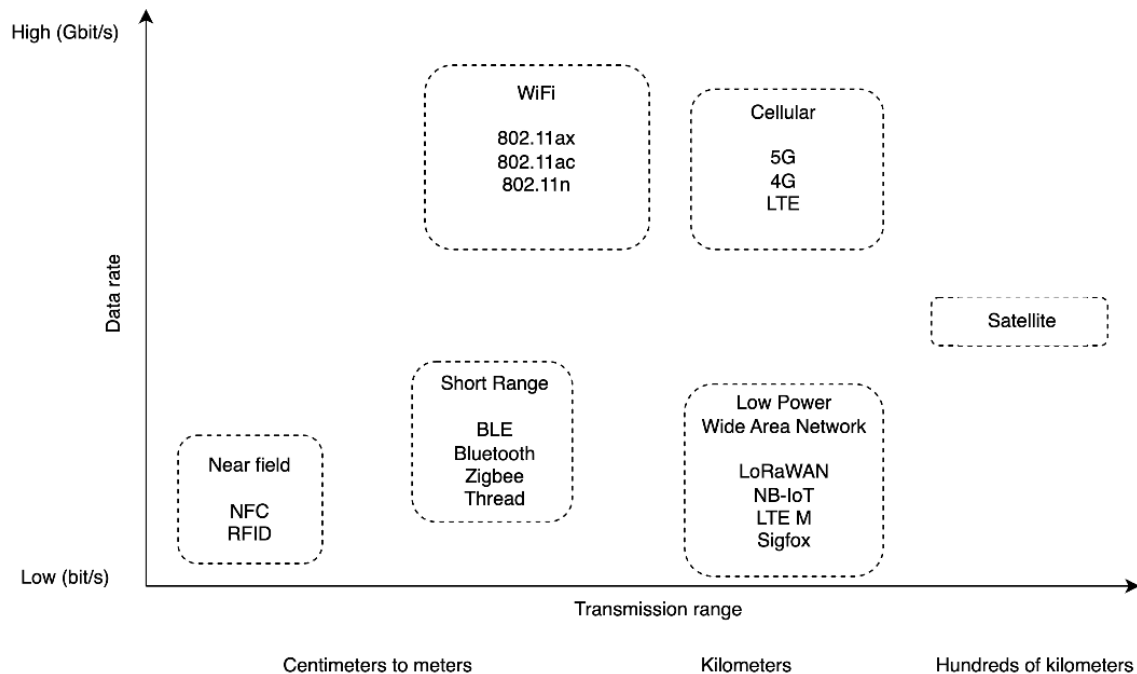 High (Gbit/s)
WiFi
802.11ax
802.11ac
802.11n
Cellular
5G
4G
LTE
Data rate
Satellite
Short Range
BLE
Bluetooth
Zigbee
Thread
Low Power
Wide Area Network
LoRaWAN
NB-IoT
LTE M
Sigfox
Near field
NFC
RFID
Low (bit/s)
Transmission range
Centimeters to meters
Kilometers
Hundreds of kilometers